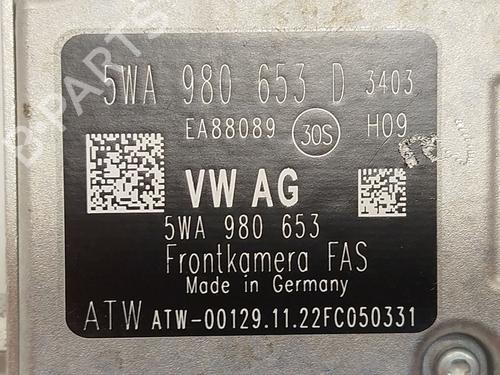 5WA 980 653 D 3403
EA88089 30S H09
VW AG
5WA 980 653
Frontkamera FAS
Made in Germany
ATW ATW-00129.11.22FC050331
B-PARTS